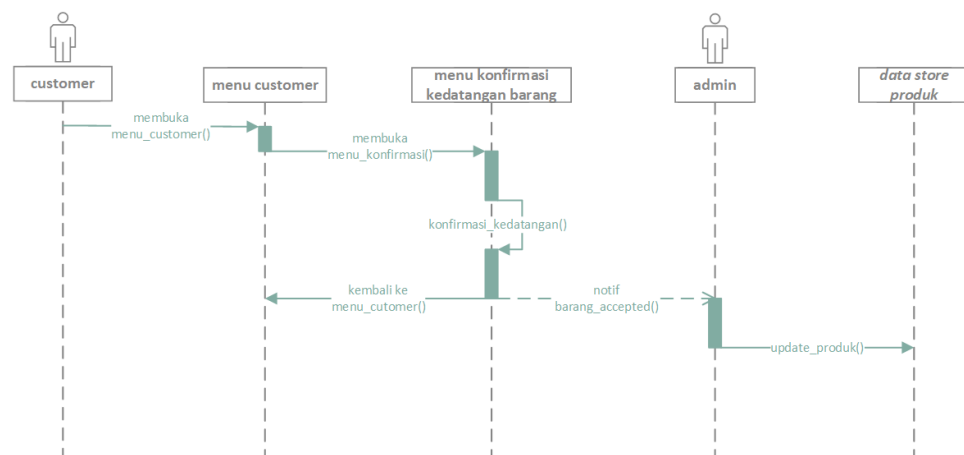 customer
menu customer
menu konfirmasi
kedatangan barang
admin
data store
produk
membuka
menu_customer()
membuka
menu_konfirmasi()
konfirmasi_kedatangan()
kembali ke
menu_cutomer()
notif
barang_accepted()
update_produk()